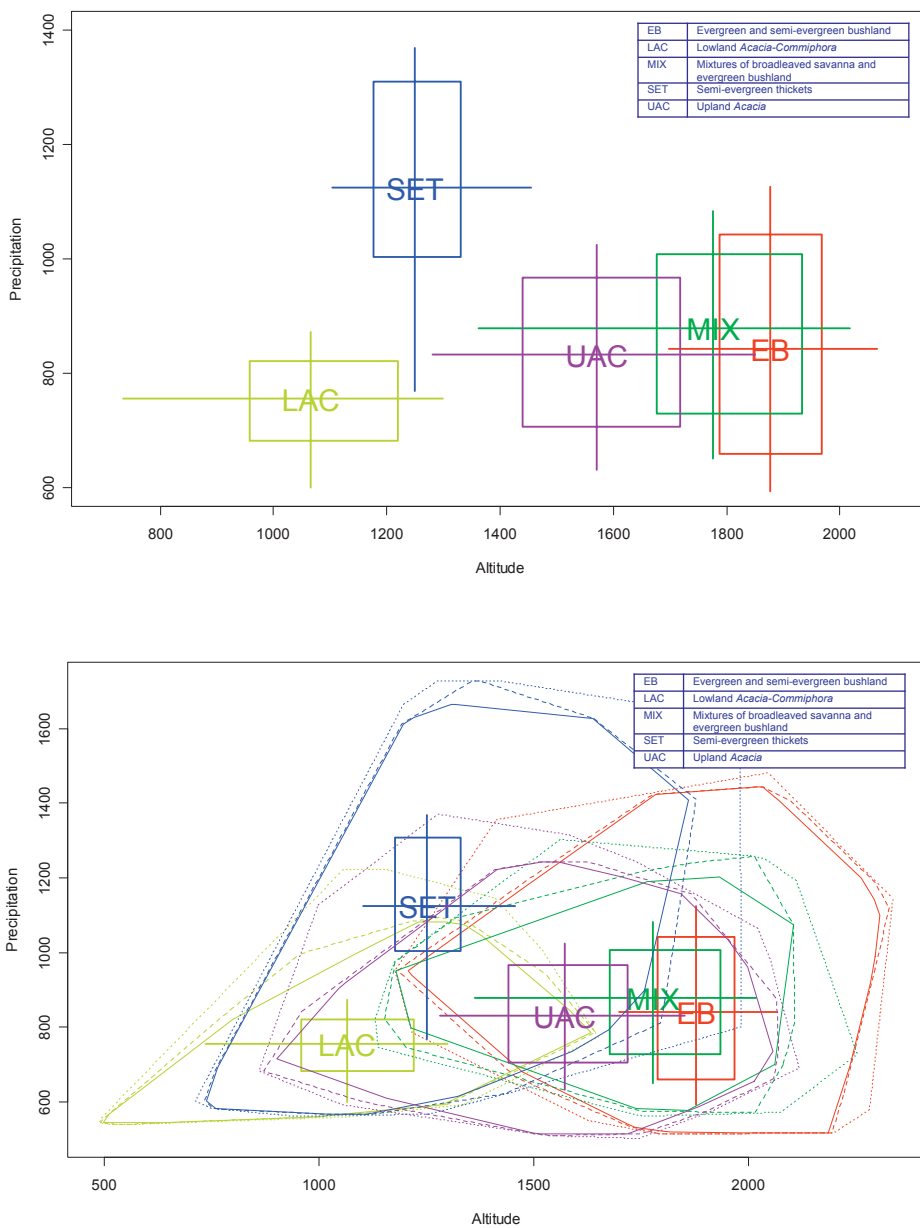 1400
1200
1000
800
600
Precipitation
EB Evergreen and semi-evergreen bushland
LAC Lowland Acacia-Commiphora
MIX Mixtures of broadleaved savanna and
evergreen bushland
SET Semi-evergreen thickets
UAC Upland Acacia
SET
MIX
EB
UAC
LAC
800 1000 1200 1400 1600 1800 2000
Altitude
1600
1400
1200
1000
800
600
Precipitation
EB Evergreen and semi-evergreen bushland
LAC Lowland Acacia-Commiphora
MIX Mixtures of broadleaved savanna and
evergreen bushland
SET Semi-evergreen thickets
UAC Upland Acacia
SET
MIX
EB
UAC
LAC
500 1000 1500 2000
Altitude